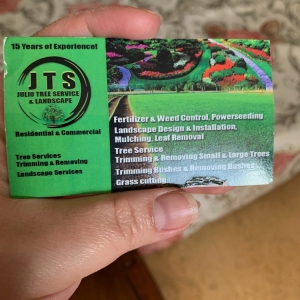 15 Years of Experience!
JTS
JULIO TREE SERVICE
& LANDSCAPE
Residential & Commercial
Tree Services
Trimming & Removing
Landscape Services
Fertilizer & Weed Control, Powerseeding
Landscape Design & Installation,
Mulching, Leaf Removal
Tree Service
Trimming & Removing Small & Large Trees
Trimming Bushes & Removing Bushes
Grass cutting